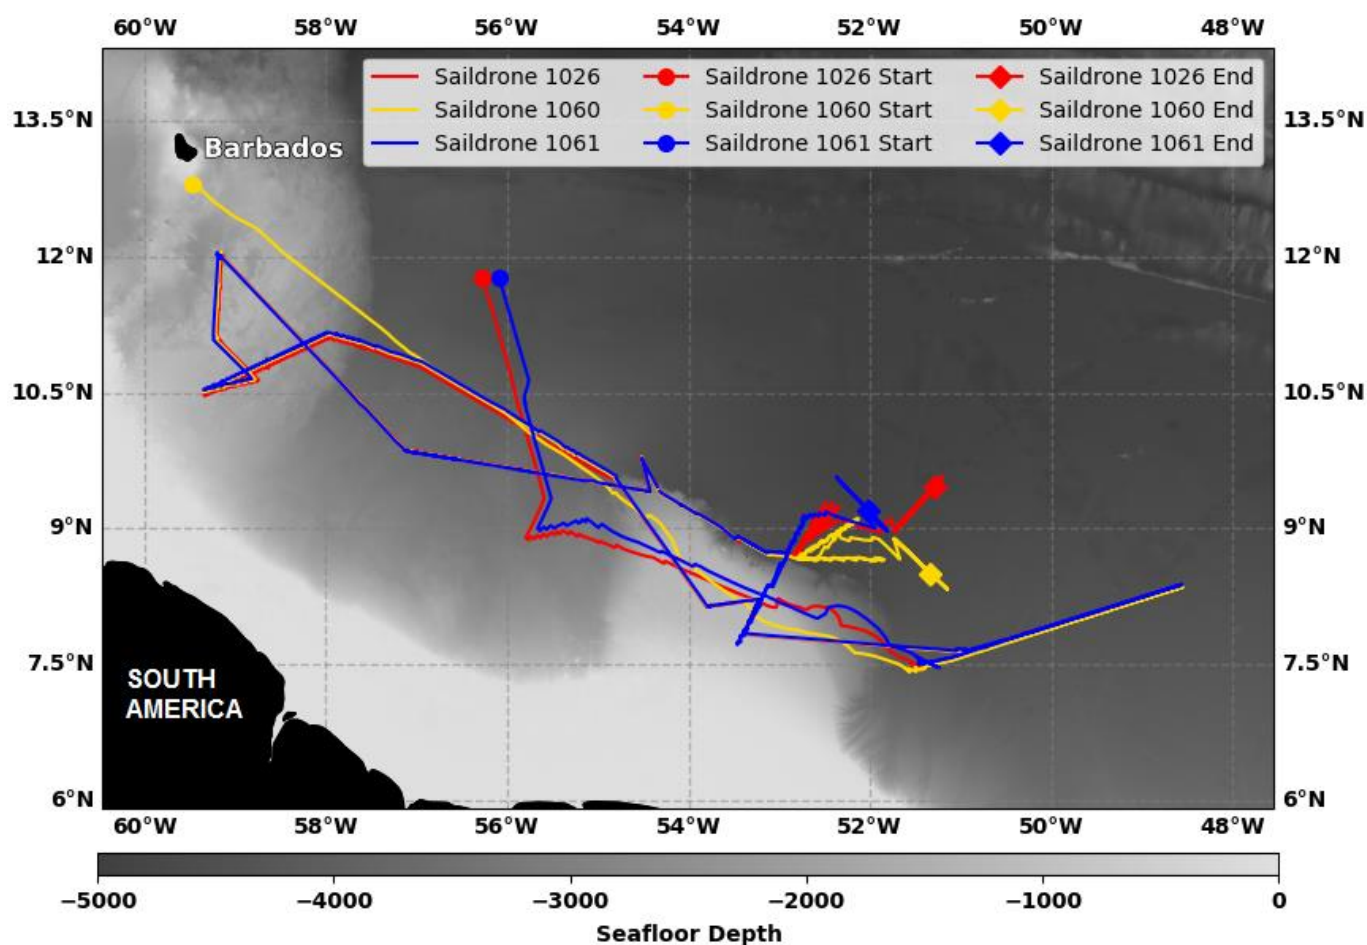 60°W 58°W 56°W 54°W 52°W 50°W 48°W
Saildrone 1026 Saildrone 1026 Start Saildrone 1026 End
Saildrone 1060 Saildrone 1060 Start Saildrone 1060 End
Saildrone 1061 Saildrone 1061 Start Saildrone 1061 End
13.5°N 13.5°N
Barbados
12°N 12°N
10.5°N 10.5°N
9°N 9°N
7.5°N 7.5°N
SOUTH
AMERICA
6°N 6°N
60°W 58°W 56°W 54°W 52°W 50°W 48°W
−5000 −4000 −3000 −2000 −1000 0
Seafloor Depth